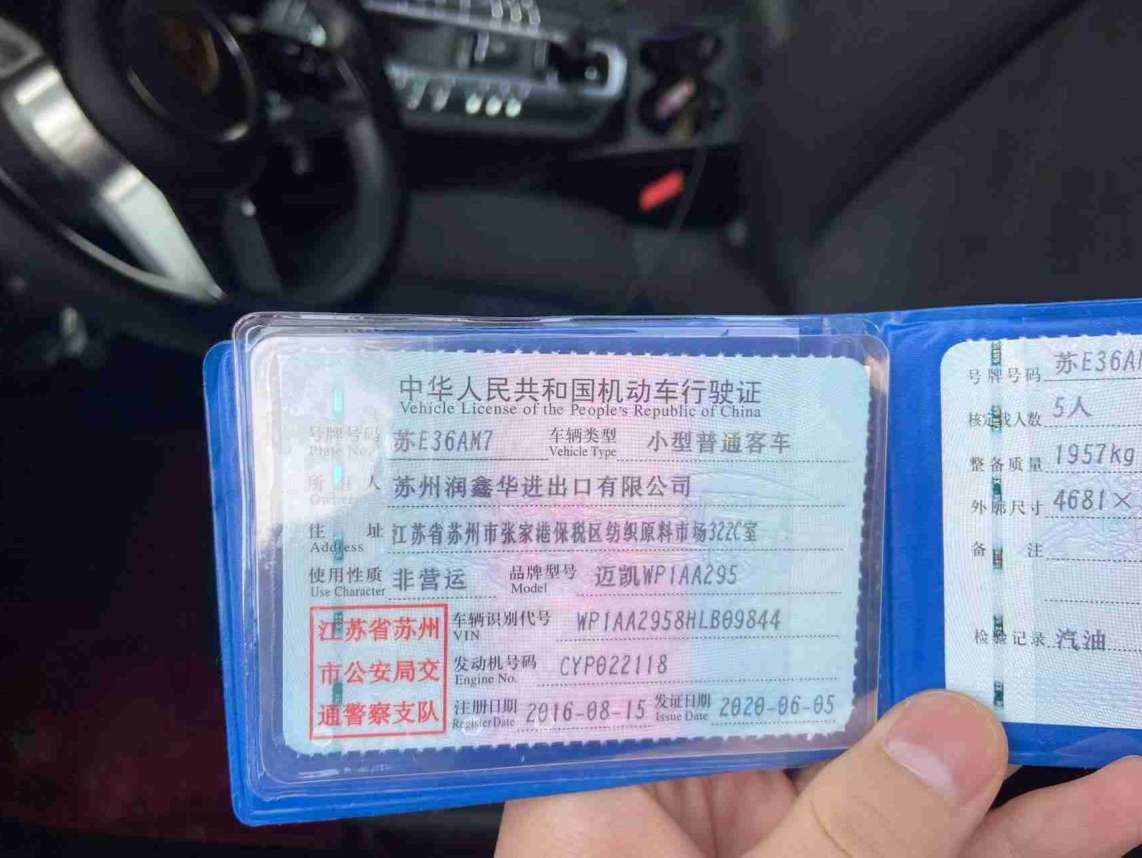 中华人民共和国机动车行驶证
Vehicle License of the People's Republic of China
号牌号码 苏E36AM7 车辆类型 小型普通客车
Plate No. Vehicle Type
所有人 苏州润鑫华进出口有限公司
Owner
住址 江苏省苏州市张家港保税区纺织原料市场322C室
Address
使用性质 非营运 品牌型号 迈凯WP1AA295
Use Character Model
江苏省苏州
市公安局交
通警察支队
车辆识别代号 WP1AA2958HLB09844
VIN
发动机号码 CYP022118
Engine No.
注册日期 2016-08-15 发证日期 2020-06-05
Register Date Issue Date
号牌号码 苏E36A
核定载人数 5人
整备质量 1957kg
外廓尺寸 4681×
备注
检验记录 汽油